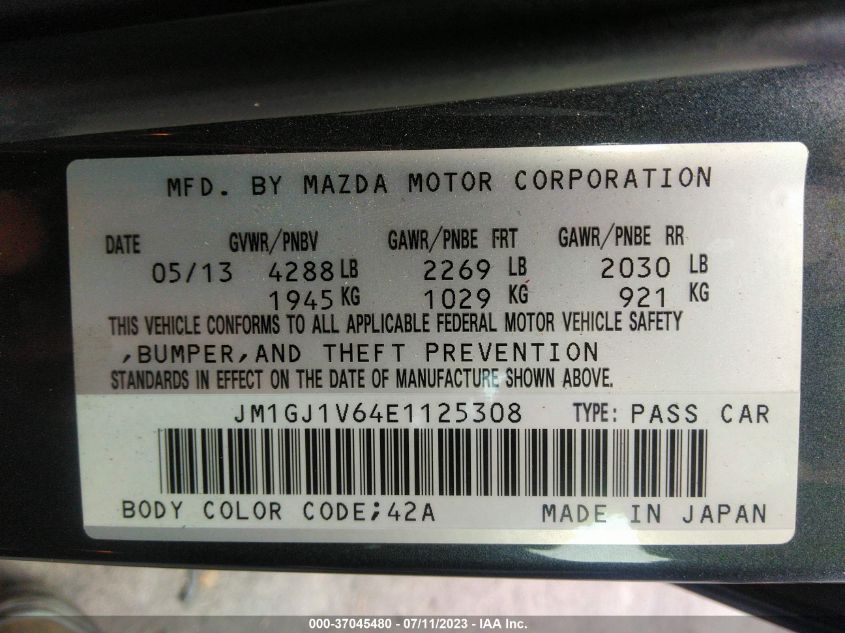 MFD. BY MAZDA MOTOR CORPORATION
DATE GVWR/PNBV GAWR/PNBE FRT GAWR/PNBE RR
05/13 4288 LB 2269 LB 2030 LB
1945 KG 1029 KG 921 KG
THIS VEHICLE CONFORMS TO ALL APPLICABLE FEDERAL MOTOR VEHICLE SAFETY
,BUMPER,AND THEFT PREVENTION
STANDARDS IN EFFECT ON THE DATE OF MANUFACTURE SHOWN ABOVE.
JM1GJ1V64E1125308 TYPE: PASS CAR
BODY COLOR CODE;42A MADE IN JAPAN
000-37045480 - 07/11/2023 - IAA Inc.